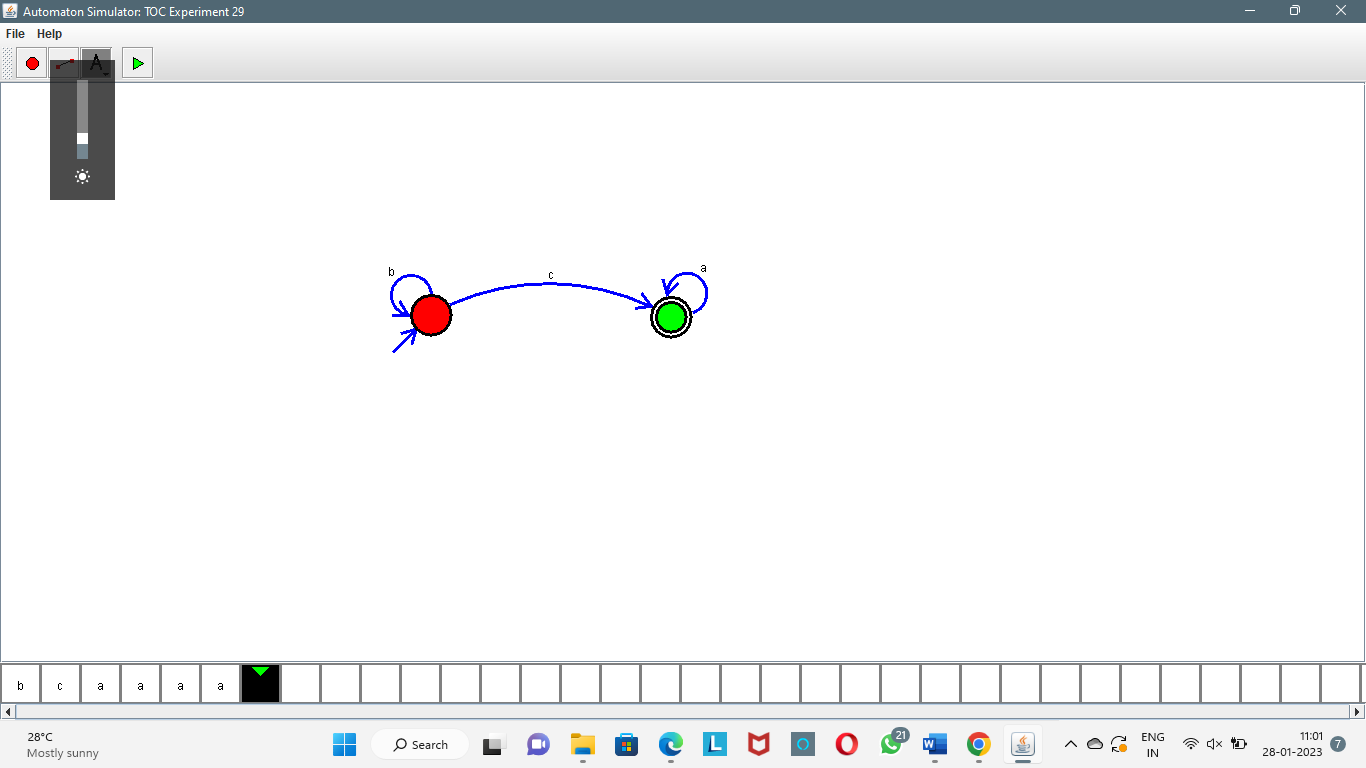 Automaton Simulator: TOC Experiment 29
File Help
A
b
c
a
b c a a a a
28°C
Mostly sunny
Search
L
21
W
ENG
IN
11:01
28-01-2023
7